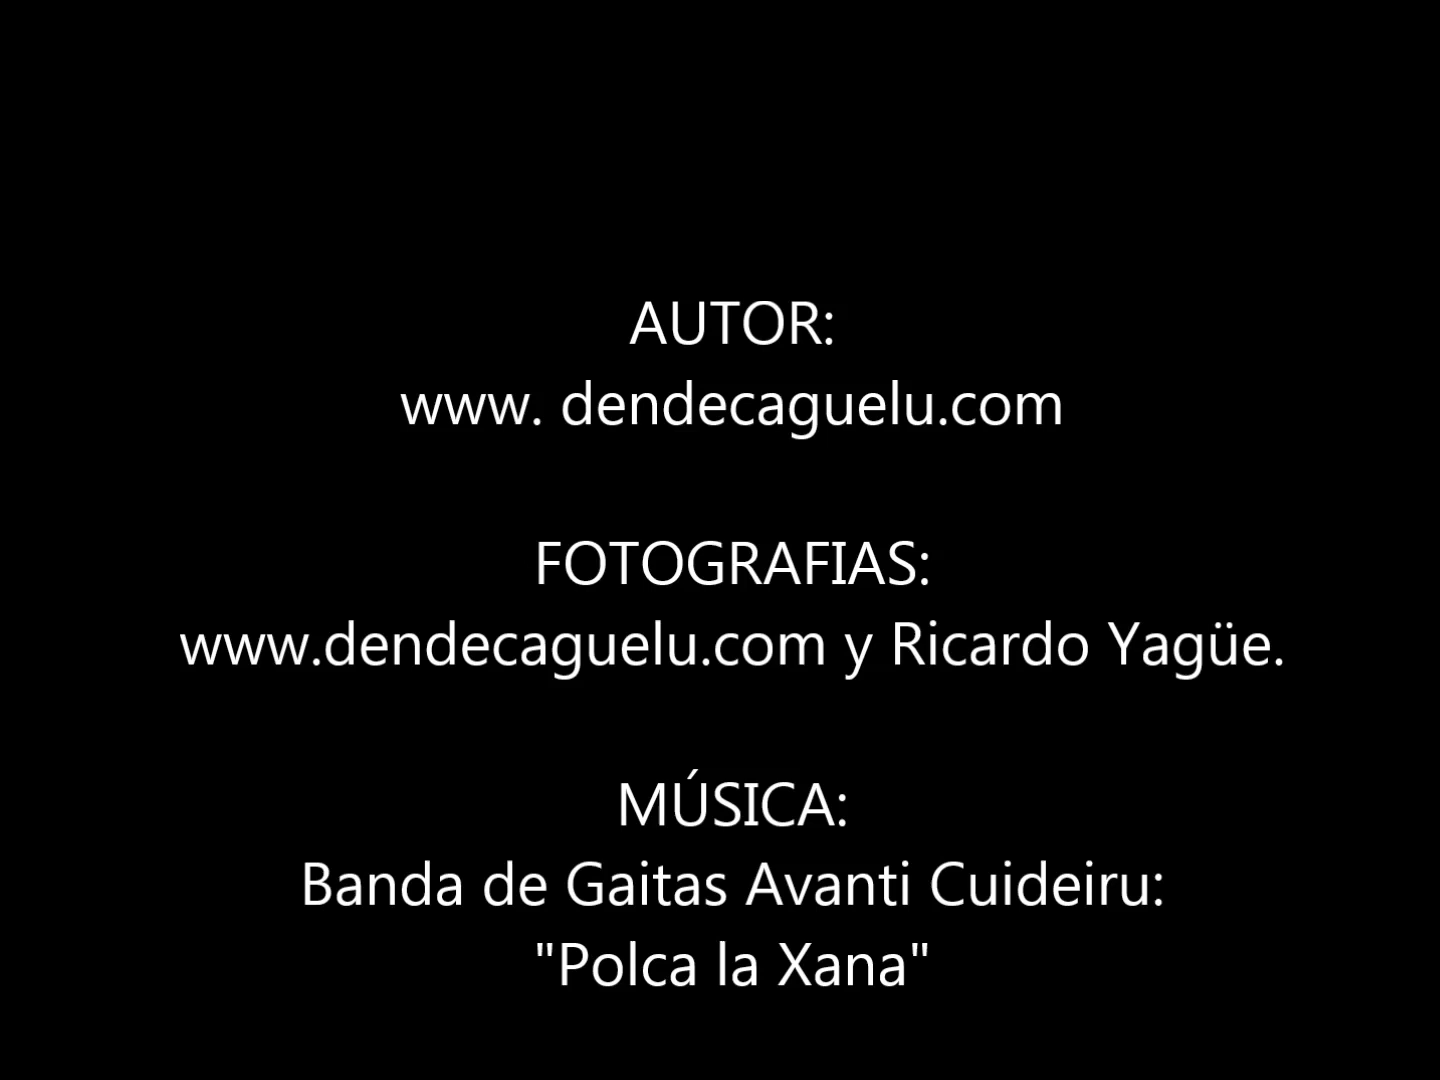 AUTOR:
www. dendecaguelu.com
FOTOGRAFIAS:
www.dendecaguelu.com y Ricardo Yagüe.
MÚSICA:
Banda de Gaitas Avanti Cuideiru:
"Polca la Xana"